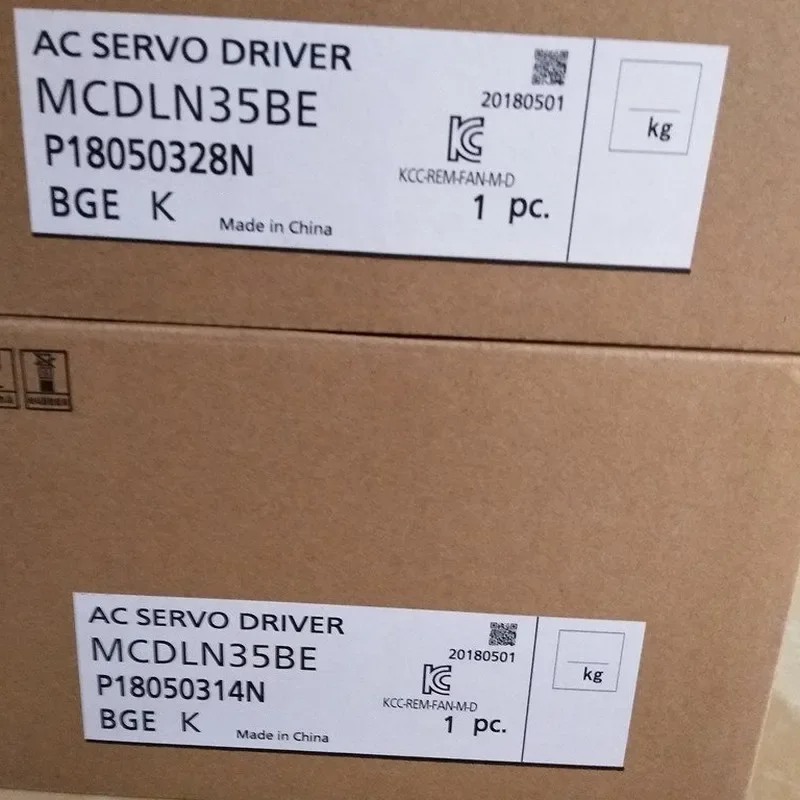 AC SERVO DRIVER
MCDLN35BE
20180501
P18050328N
KCC-REM-FAN-M-D
BGE K
1 pc.
Made in China
kg
AC SERVO DRIVER
MCDLN35BE
20180501
P18050314N
KCC-REM-FAN-M-D
BGE K
1 pc.
Made in China
kg